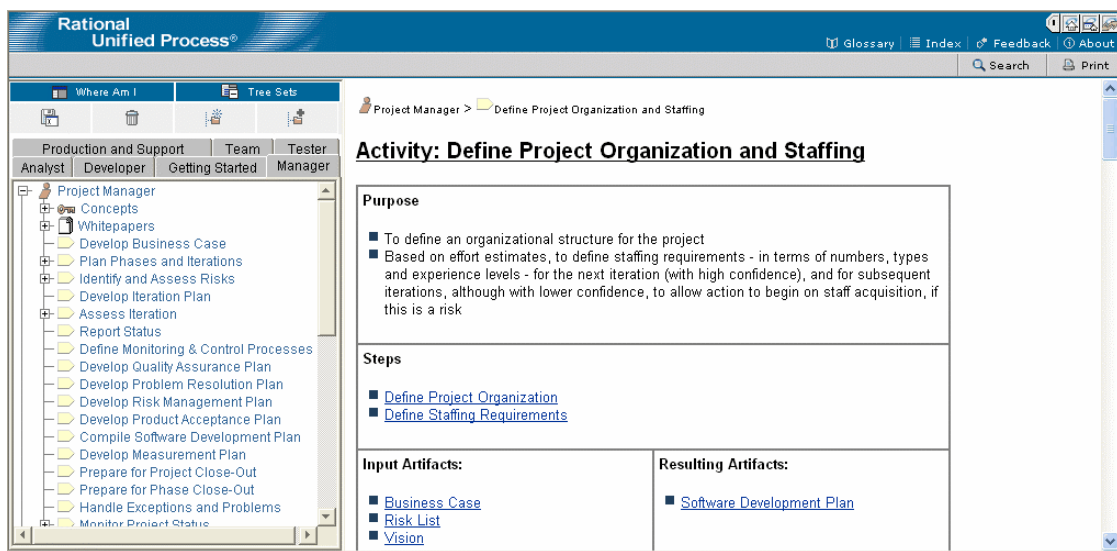 Rational
Unified Process®
Glossary | Index | Feedback | About
Search Print
Where Am I Tree Sets
Production and Support Team Tester
Analyst Developer Getting Started Manager
Project Manager
Concepts
Whitepapers
Develop Business Case
Plan Phases and Iterations
Identify and Assess Risks
Develop Iteration Plan
Assess Iteration
Report Status
Define Monitoring & Control Processes
Develop Quality Assurance Plan
Develop Problem Resolution Plan
Develop Risk Management Plan
Develop Product Acceptance Plan
Compile Software Development Plan
Develop Measurement Plan
Prepare for Project Close-Out
Prepare for Phase Close-Out
Handle Exceptions and Problems
Monitor Project Status
Project Manager > Define Project Organization and Staffing
Activity: Define Project Organization and Staffing
Purpose
To define an organizational structure for the project
Based on effort estimates, to define staffing requirements - in terms of numbers, types
and experience levels - for the next iteration (with high confidence), and for subsequent
iterations, although with lower confidence, to allow action to begin on staff acquisition, if
this is a risk
Steps
Define Project Organization
Define Staffing Requirements
Input Artifacts:
Business Case
Risk List
Vision
Resulting Artifacts:
Software Development Plan